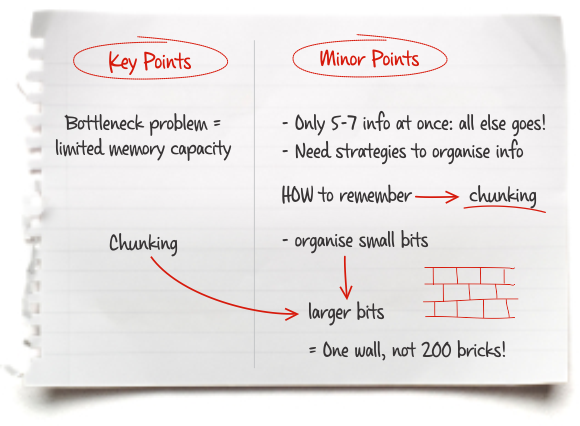 Key Points
Bottleneck problem =
limited memory capacity
Chunking
Minor Points
- Only 5-7 info at once: all else goes!
- Need strategies to organise info
HOW to remember → chunking
- organise small bits
larger bits
= One wall, not 200 bricks!